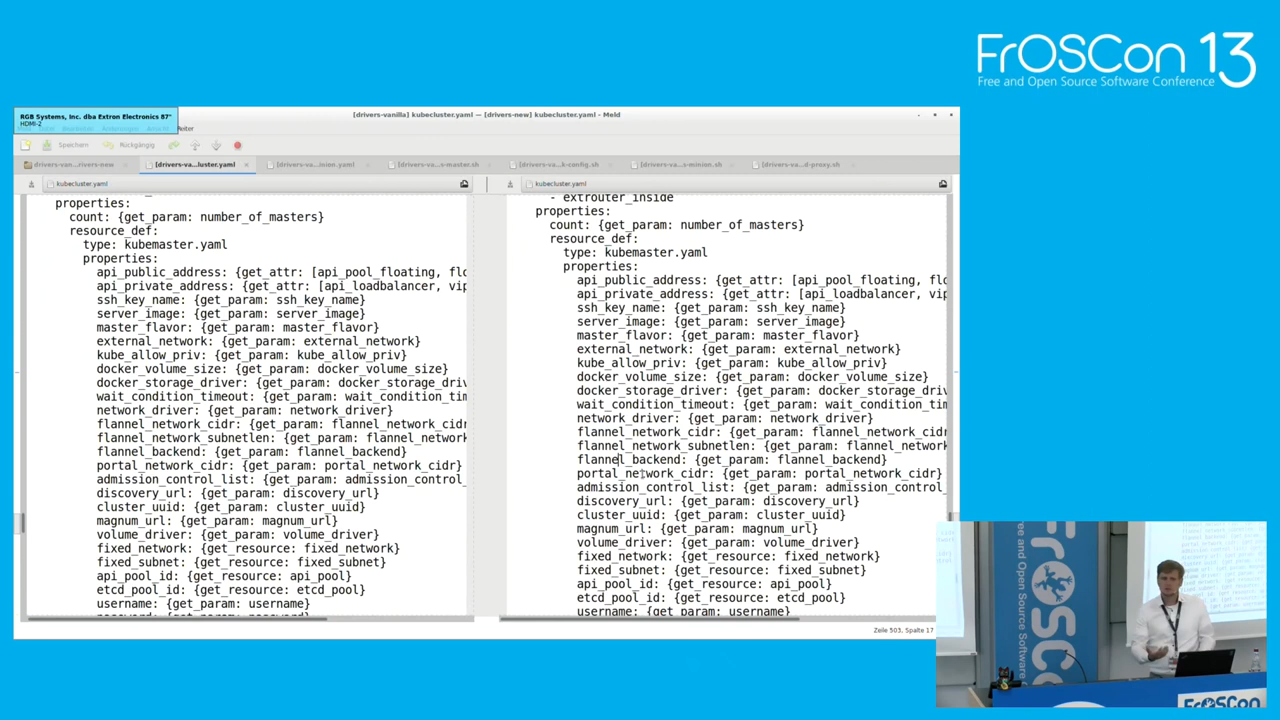 FrOSCon 13
Free and Open Source Software Conference
RGB Systems, Inc. dba Extron Electronics 87"
HDMI-2
[drivers-vanilla] kubecluster.yaml — [drivers-new] kubecluster.yaml - Meld
Reiter
Speichern
Rückgängig
drivers-van...rivers-new
[drivers-va...luster.yaml
[drivers-va...inion.yaml
[drivers-va...s-master.sh
[drivers-va...k-config.sh
[drivers-va...s-minion.sh
[drivers-va...d-proxy.sh
kubecluster.yaml
properties:
count: {get_param: number_of_masters}
resource_def:
type: kubemaster.yaml
properties:
api_public_address: {get_attr: [api_pool_floating, flo
api_private_address: {get_attr: [api_loadbalancer, vip
ssh_key_name: {get_param: ssh_key_name}
server_image: {get_param: server_image}
master_flavor: {get_param: master_flavor}
external_network: {get_param: external_network}
kube_allow_priv: {get_param: kube_allow_priv}
docker_volume_size: {get_param: docker_volume_size}
docker_storage_driver: {get_param: docker_storage_driv
wait_condition_timeout: {get_param: wait_condition_tim
network_driver: {get_param: network_driver}
flannel_network_cidr: {get_param: flannel_network_cidr
flannel_network_subnetlen: {get_param: flannel_network
flannel_backend: {get_param: flannel_backend}
portal_network_cidr: {get_param: portal_network_cidr}
admission_control_list: {get_param: admission_control_
discovery_url: {get_param: discovery_url}
cluster_uuid: {get_param: cluster_uuid}
magnum_url: {get_param: magnum_url}
volume_driver: {get_param: volume_driver}
fixed_network: {get_resource: fixed_network}
fixed_subnet: {get_resource: fixed_subnet}
api_pool_id: {get_resource: api_pool}
etcd_pool_id: {get_resource: etcd_pool}
username: {get_param: username}
kubecluster.yaml
- extrouter_inside
properties:
count: {get_param: number_of_masters}
resource_def:
type: kubemaster.yaml
properties:
api_public_address: {get_attr: [api_pool_floating, flo
api_private_address: {get_attr: [api_loadbalancer, vip
ssh_key_name: {get_param: ssh_key_name}
server_image: {get_param: server_image}
master_flavor: {get_param: master_flavor}
external_network: {get_param: external_network}
kube_allow_priv: {get_param: kube_allow_priv}
docker_volume_size: {get_param: docker_volume_size}
docker_storage_driver: {get_param: docker_storage_driv
wait_condition_timeout: {get_param: wait_condition_tim
network_driver: {get_param: network_driver}
flannel_network_cidr: {get_param: flannel_network_cidr
flannel_network_subnetlen: {get_param: flannel_network
flannel_backend: {get_param: flannel_backend}
portal_network_cidr: {get_param: portal_network_cidr}
admission_control_list: {get_param: admission_control_
discovery_url: {get_param: discovery_url}
cluster_uuid: {get_param: cluster_uuid}
magnum_url: {get_param: magnum_url}
volume_driver: {get_param: volume_driver}
fixed_network: {get_resource: fixed_network}
fixed_subnet: {get_resource: fixed_subnet}
api_pool_id: {get_resource: api_pool}
etcd_pool_id: {get_resource: etcd_pool}
username: {get_param: username}
Zeile 503, Spalte 17
FrOSCon
ree and Open Source Softwar
FrOSCon